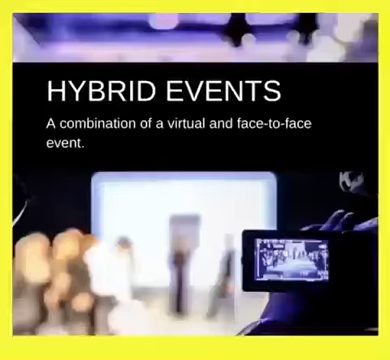 HYBRID EVENTS
A combination of a virtual and face-to-face
event.